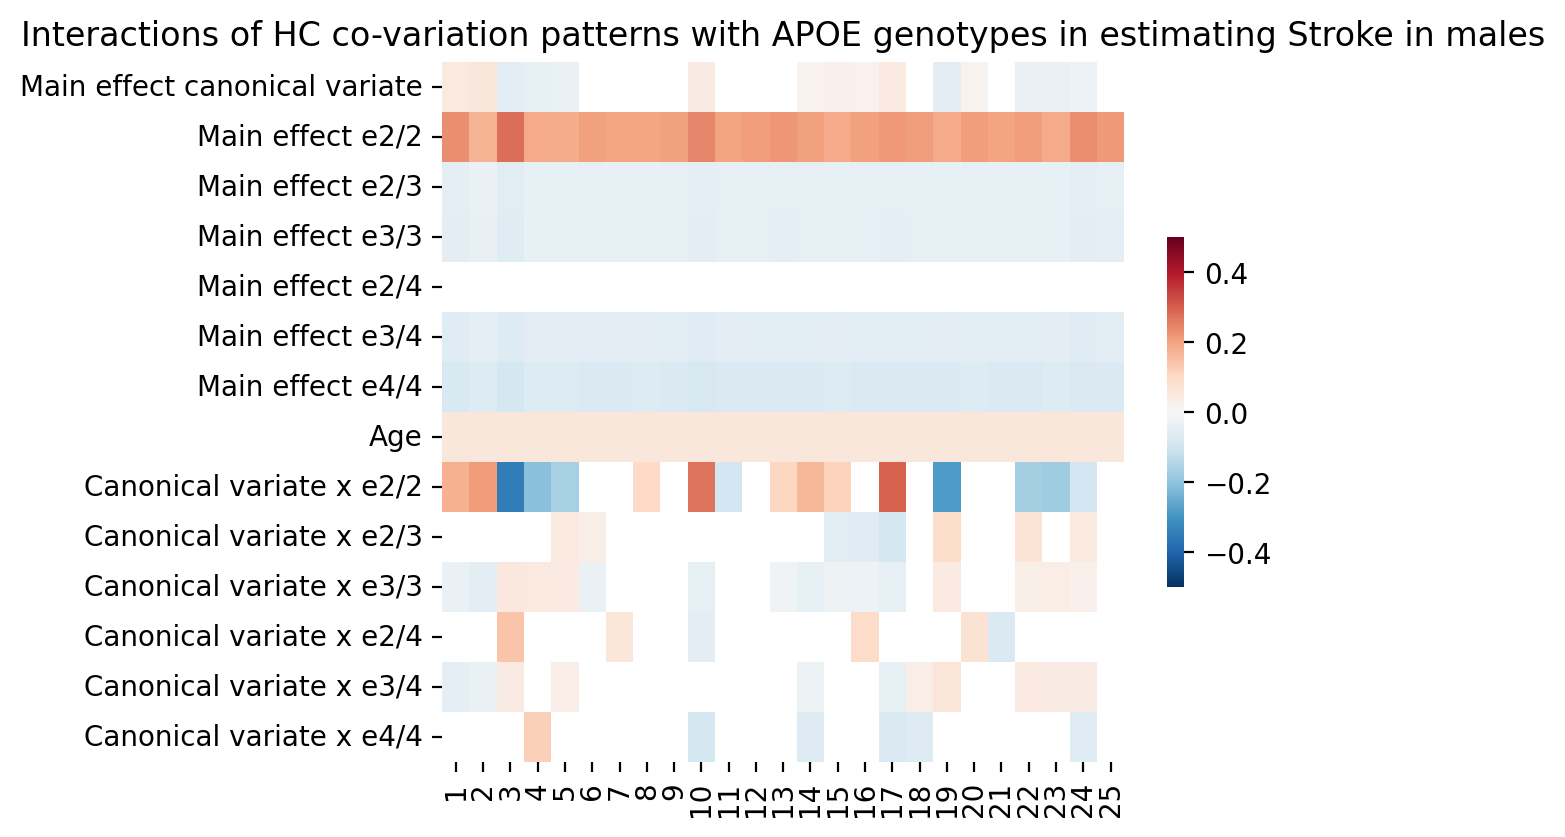 Interactions of HC co-variation patterns with APOE genotypes in estimating Stroke in males
Main effect canonical variate
Main effect e2/2
Main effect e2/3
Main effect e3/3
Main effect e2/4
Main effect e3/4
Main effect e4/4
Age
Canonical variate x e2/2
Canonical variate x e2/3
Canonical variate x e3/3
Canonical variate x e2/4
Canonical variate x e3/4
Canonical variate x e4/4
1 2 3 4 5 6 7 8 9 10 11 12 13 14 15 16 17 18 19 20 21 22 23 24 25
0.4
0.2
0.0
−0.2
−0.4